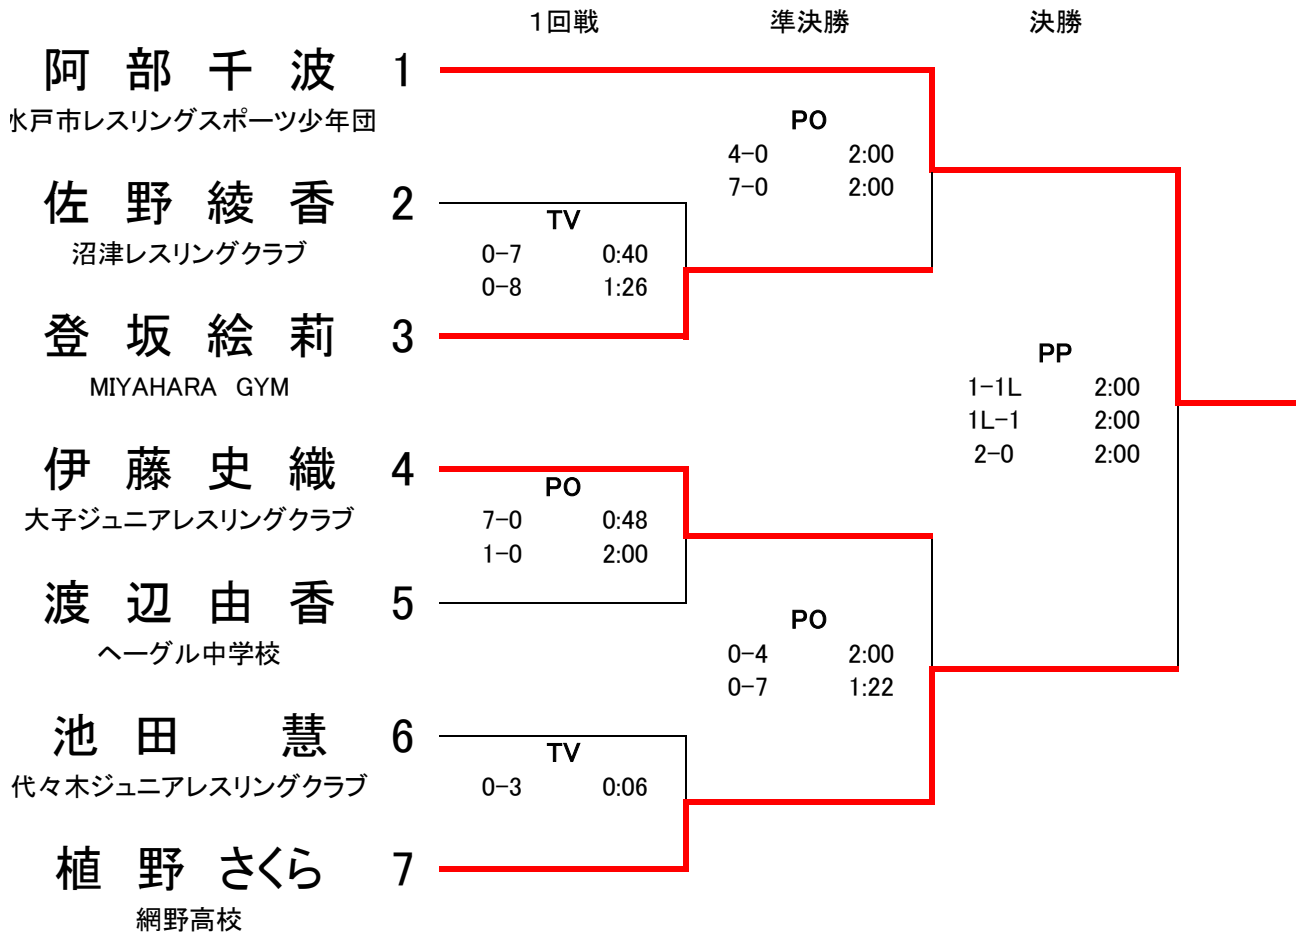 １回戦 準決勝 決勝
阿部千波 1
水戸市レスリングスポーツ少年団
PO
4-0 2:00
7-0 2:00
佐野綾香 2
沼津レスリングクラブ
TV
0-7 0:40
0-8 1:26
登坂絵莉 3
MIYAHARA GYM
PP
1-1L 2:00
1L-1 2:00
2-0 2:00
伊藤史織 4
大子ジュニアレスリングクラブ
PO
7-0 0:48
1-0 2:00
渡辺由香 5
ヘーグル中学校
PO
0-4 2:00
0-7 1:22
池田 慧 6
代々木ジュニアレスリングクラブ
TV
0-3 0:06
植野さくら 7
網野高校